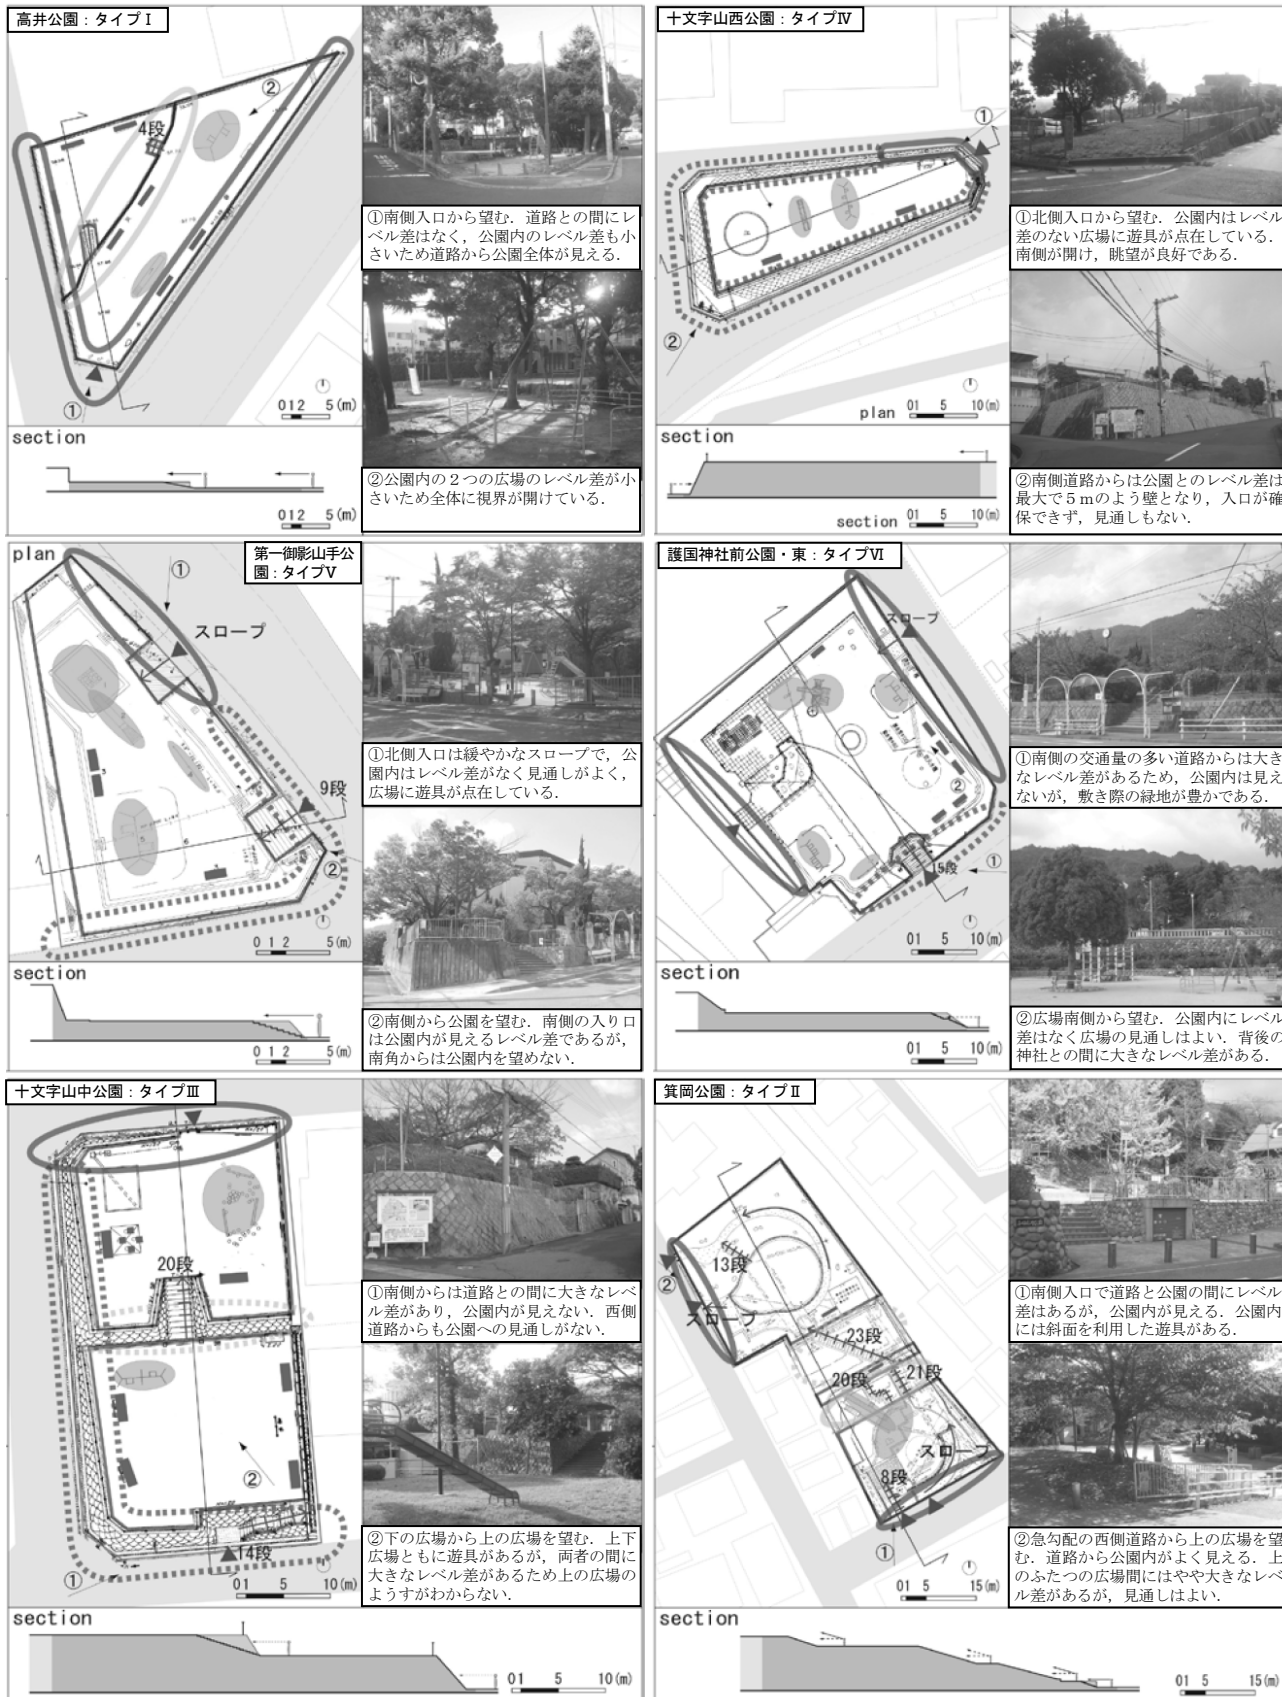 高井公園：タイプⅠ
②
4段
①
012 5(m)
section
012 5(m)
①南側入口から望む．道路との間にレ
ベル差はなく，公園内のレベル差も小
さいため道路から公園全体が見える．
②公園内の２つの広場のレベル差が小
さいため全体に視界が開けている．
十文字山西公園：タイプⅣ
①
②
plan 01 5 10(m)
section
section 01 5 10(m)
①北側入口から望む．公園内はレベル
差のない広場に遊具が点在している．
南側が開け，眺望が良好である．
②南側道路からは公園とのレベル差は
最大で５ｍのよう壁となり，入口が確
保できず，見通しもない．
plan
第一御影山手公
園：タイプⅤ
①
スロープ
9段
②
0 1 2 5(m)
section
0 1 2 5(m)
①北側入口は緩やかなスロープで，公
園内はレベル差がなく見通しがよく，
広場に遊具が点在している．
②南側から公園を望む．南側の入り口
は公園内が見えるレベル差であるが，
南角からは公園内を望めない．
護国神社前公園・東：タイプⅥ
スロープ
②
15段
①
01 5 10(m)
section
01 5 10(m)
①南側の交通量の多い道路からは大き
なレベル差があるため，公園内は見え
ないが，敷き際の緑地が豊かである．
②広場南側から望む．公園内にレベル
差はなく広場の見通しはよい．背後の
神社との間に大きなレベル差がある．
十文字山中公園：タイプⅢ
20段
②
14段
①
01 5 10(m)
section
01 5 10(m)
①南側からは道路との間に大きなレベ
ル差があり，公園内が見えない．西側
道路からも公園への見通しがない．
②下の広場から上の広場を望む．上下
広場ともに遊具があるが，両者の間に
大きなレベル差があるため上の広場の
ようすがわからない．
箕岡公園：タイプⅡ
13段
②
スロープ
23段
21段
20段
スロープ
8段
①
01 5 15(m)
section
01 5 15(m)
①南側入口で道路と公園の間にレベル
差はあるが，公園内が見える．公園内
には斜面を利用した遊具がある．
②急勾配の西側道路から上の広場を望
む．道路から公園内がよく見える．上
のふたつの広場間にはやや大きなレベ
ル差があるが，見通しはよい．